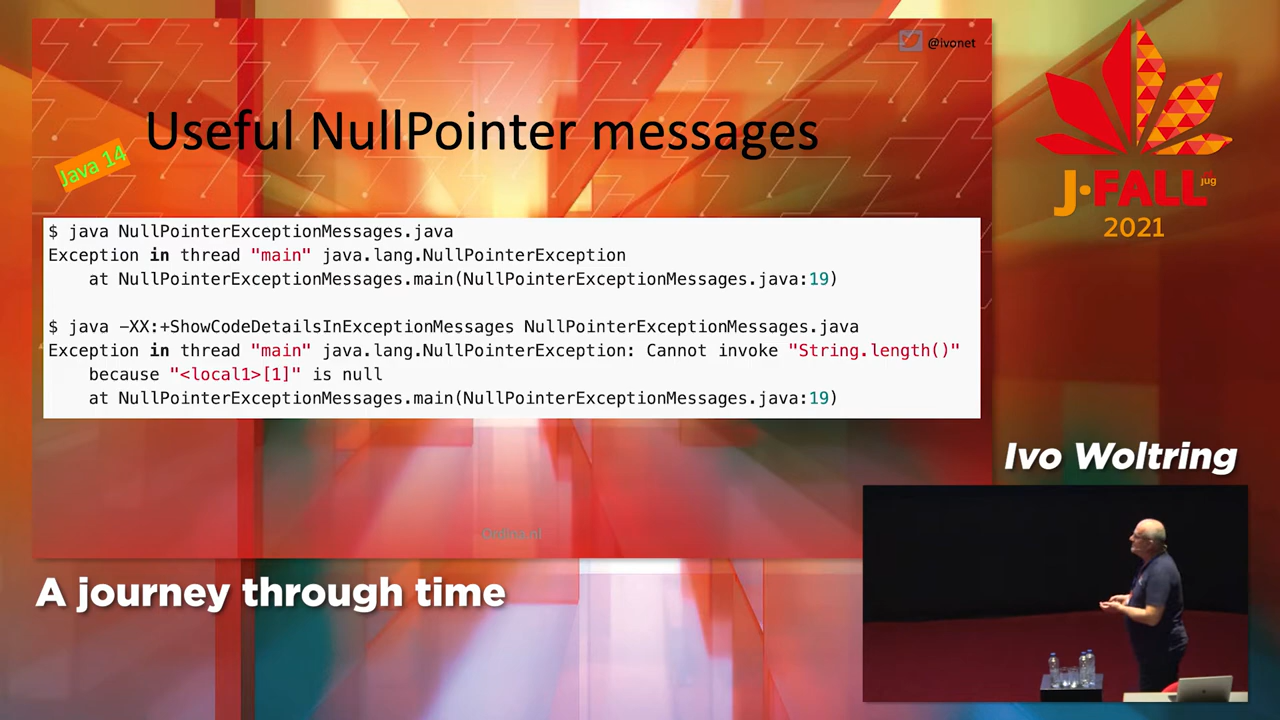 @ivonet
Useful NullPointer messages
Java 14
$ java NullPointerExceptionMessages.java
Exception in thread "main" java.lang.NullPointerException
    at NullPointerExceptionMessages.main(NullPointerExceptionMessages.java:19)
$ java -XX:+ShowCodeDetailsInExceptionMessages NullPointerExceptionMessages.java
Exception in thread "main" java.lang.NullPointerException: Cannot invoke "String.length()"
    because "<local1>[1]" is null
    at NullPointerExceptionMessages.main(NullPointerExceptionMessages.java:19)
J·FALL
jug
2021
Ivo Woltring
A journey through time